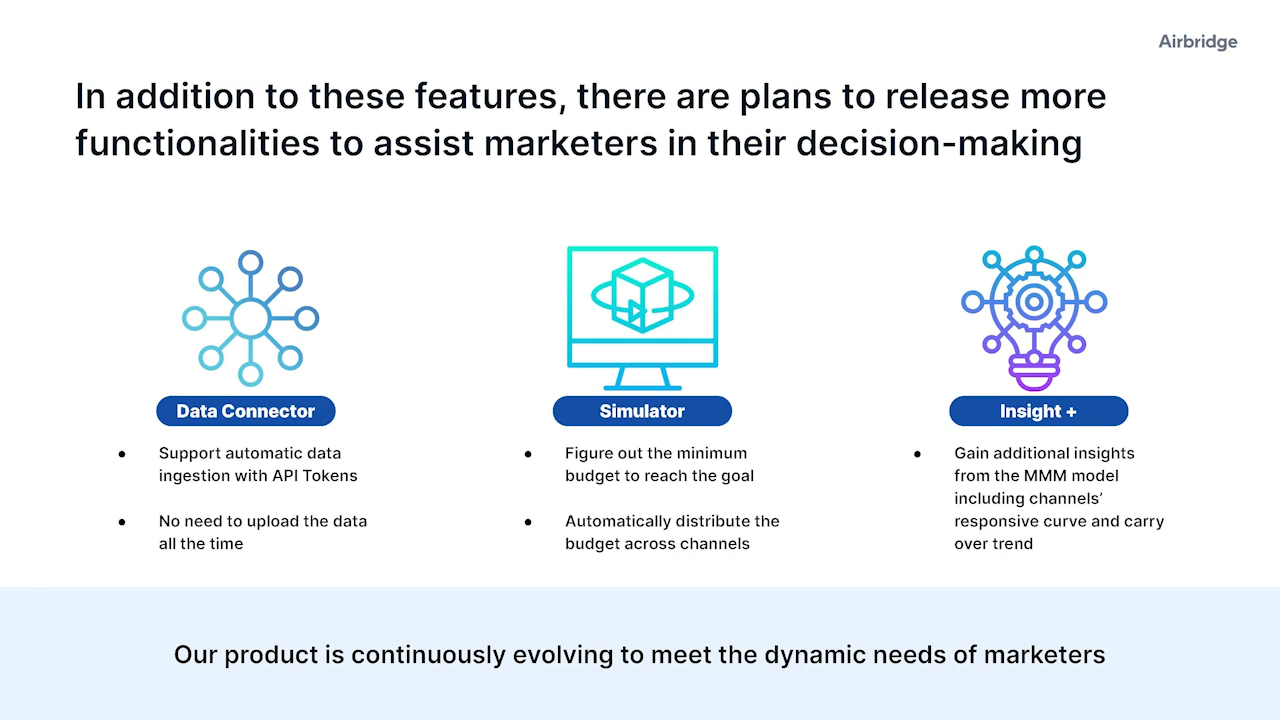 Airbridge
In addition to these features, there are plans to release more
functionalities to assist marketers in their decision-making
Data Connector
• Support automatic data
ingestion with API Tokens
• No need to upload the data
all the time
Simulator
• Figure out the minimum
budget to reach the goal
• Automatically distribute the
budget across channels
Insight +
• Gain additional insights
from the MMM model
including channels’
responsive curve and carry
over trend
Our product is continuously evolving to meet the dynamic needs of marketers